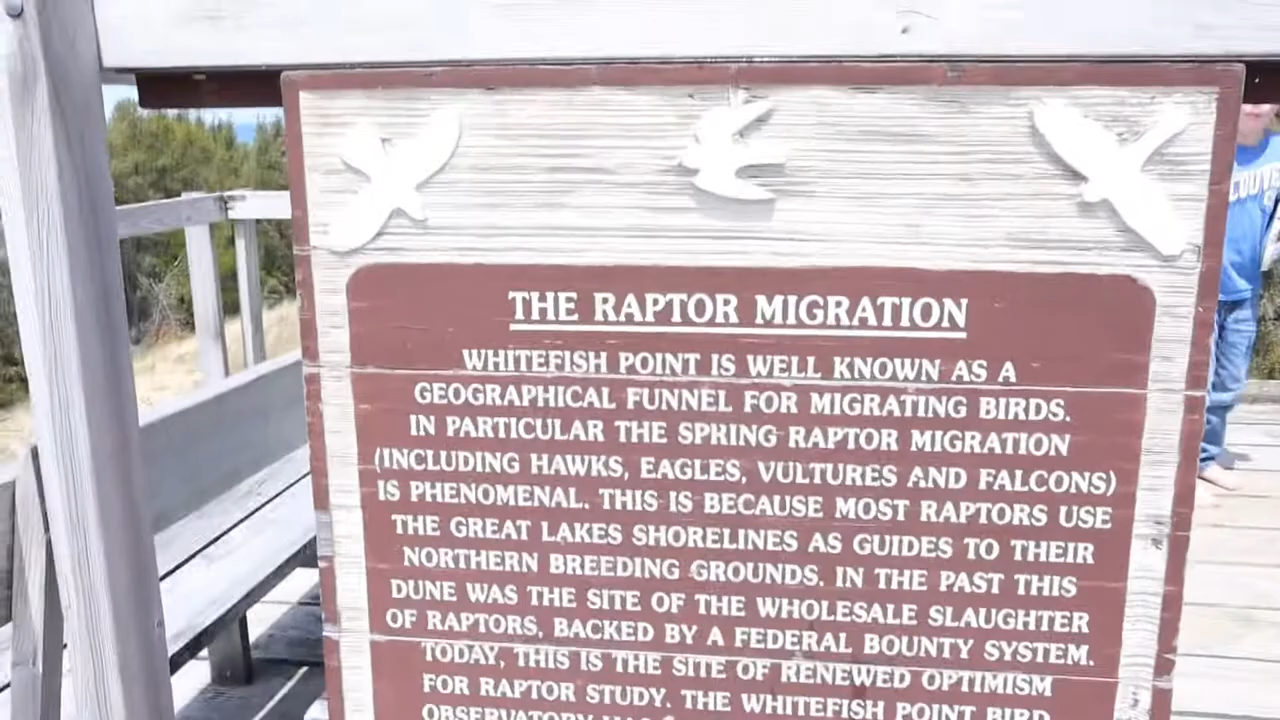 THE RAPTOR MIGRATION
WHITEFISH POINT IS WELL KNOWN AS A
GEOGRAPHICAL FUNNEL FOR MIGRATING BIRDS.
IN PARTICULAR THE SPRING RAPTOR MIGRATION
(INCLUDING HAWKS, EAGLES, VULTURES AND FALCONS)
IS PHENOMENAL. THIS IS BECAUSE MOST RAPTORS USE
THE GREAT LAKES SHORELINES AS GUIDES TO THEIR
NORTHERN BREEDING GROUNDS. IN THE PAST THIS
DUNE WAS THE SITE OF THE WHOLESALE SLAUGHTER
OF RAPTORS, BACKED BY A FEDERAL BOUNTY SYSTEM.
TODAY, THIS IS THE SITE OF RENEWED OPTIMISM
FOR RAPTOR STUDY. THE WHITEFISH POINT BIRD
OBSERVATORY